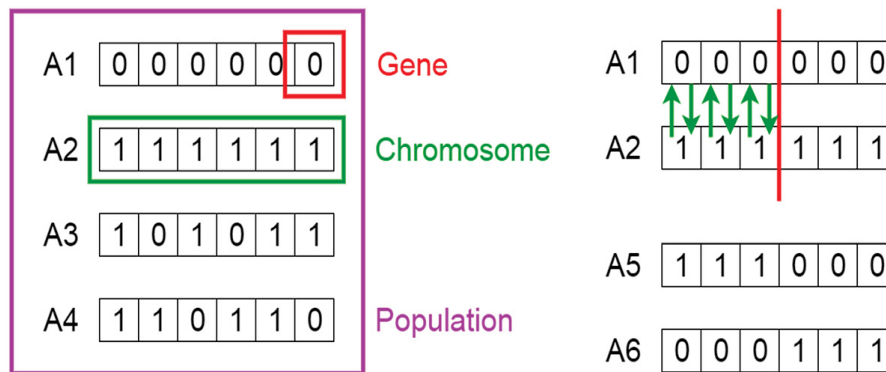 A1 0 0 0 0 0 0 Gene
A2 1 1 1 1 1 1 Chromosome
A3 1 0 1 0 1 1
A4 1 1 0 1 1 0 Population
A1 0 0 0 0 0 0
A2 1 1 1 1 1 1
A5 1 1 1 0 0 0
A6 0 0 0 1 1 1